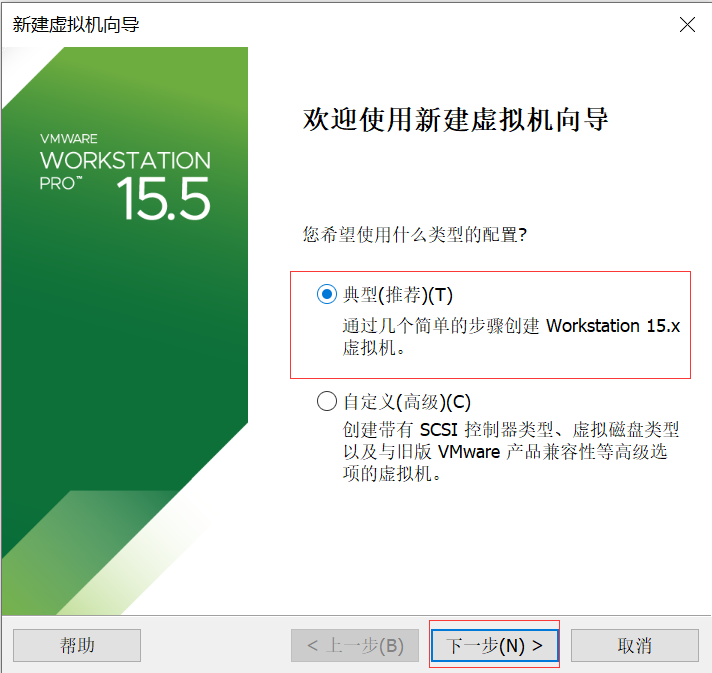 新建虚拟机向导
VMWARE
WORKSTATION
PRO™ 15.5
欢迎使用新建虚拟机向导
您希望使用什么类型的配置?
典型(推荐)(T)
通过几个简单的步骤创建 Workstation 15.x
虚拟机。
自定义(高级)(C)
创建带有 SCSI 控制器类型、虚拟磁盘类型
以及与旧版 VMware 产品兼容性等高级选
项的虚拟机。
帮助
< 上一步(B)
下一步(N) >
取消